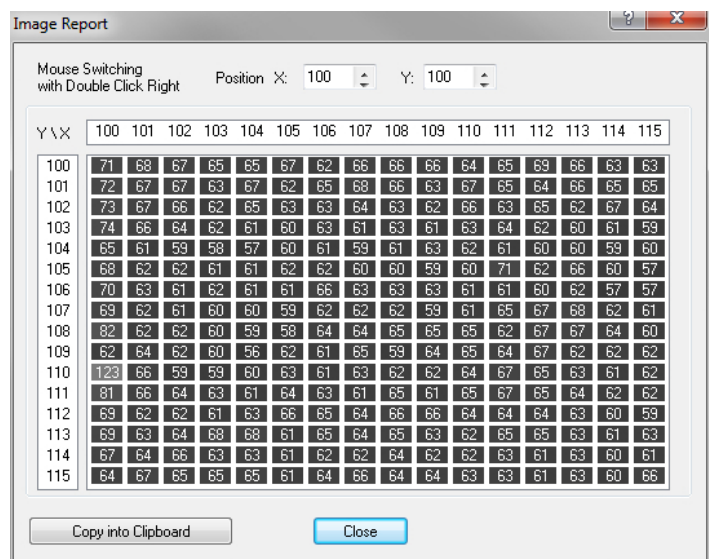 Image Report
Mouse Switching
with Double Click Right Position X: 100 Y: 100
Y\X 100 101 102 103 104 105 106 107 108 109 110 111 112 113 114 115
100 71 68 67 65 65 67 62 66 66 66 64 65 69 66 63 63
101 72 67 67 63 67 62 65 68 66 63 67 65 64 66 65 65
102 73 67 66 62 65 63 63 64 63 62 66 63 65 62 67 64
103 74 66 64 62 61 60 63 61 63 61 63 64 62 60 61 59
104 65 61 59 58 57 60 61 59 61 63 62 61 60 60 59 60
105 68 62 62 61 61 62 62 60 60 59 60 71 62 66 60 57
106 70 63 61 62 61 61 66 63 63 63 61 61 60 62 57 57
107 69 62 61 60 60 59 62 62 62 59 61 65 67 68 62 61
108 82 62 62 60 59 58 64 64 65 65 65 62 67 67 64 60
109 62 64 62 60 56 62 61 65 59 64 65 64 67 62 62 62
110 123 66 59 59 60 63 61 63 62 62 64 67 65 63 61 62
111 81 66 64 63 61 64 63 61 65 61 65 67 65 64 62 62
112 69 62 62 61 63 66 65 64 66 66 64 64 64 63 60 59
113 69 63 64 68 68 61 65 64 65 63 62 65 65 63 61 63
114 67 64 66 63 63 61 62 62 64 62 62 63 61 63 60 61
115 64 67 65 65 65 61 64 66 64 64 63 63 61 63 60 66
Copy into Clipboard Close